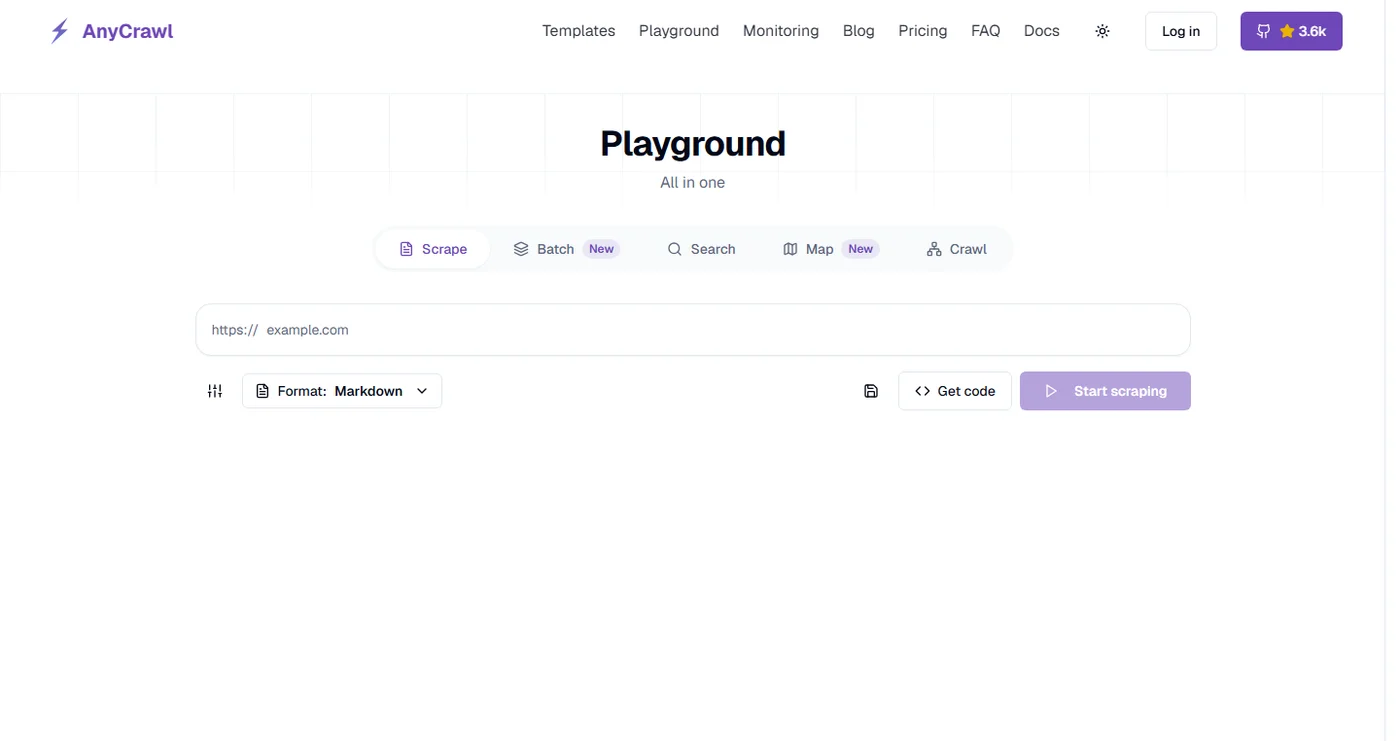 AnyCrawl
Templates Playground Monitoring Blog Pricing FAQ Docs Log in 3.6k
Playground
All in one
Scrape Batch New Search Map New Crawl
https:// example.com
Format: Markdown Get code Start scraping